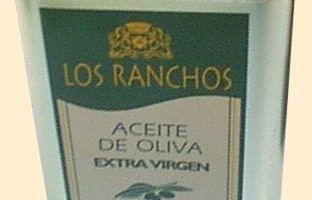 LOS RANCHOS
ACEITE
DE OLIVA
EXTRA VIRGEN